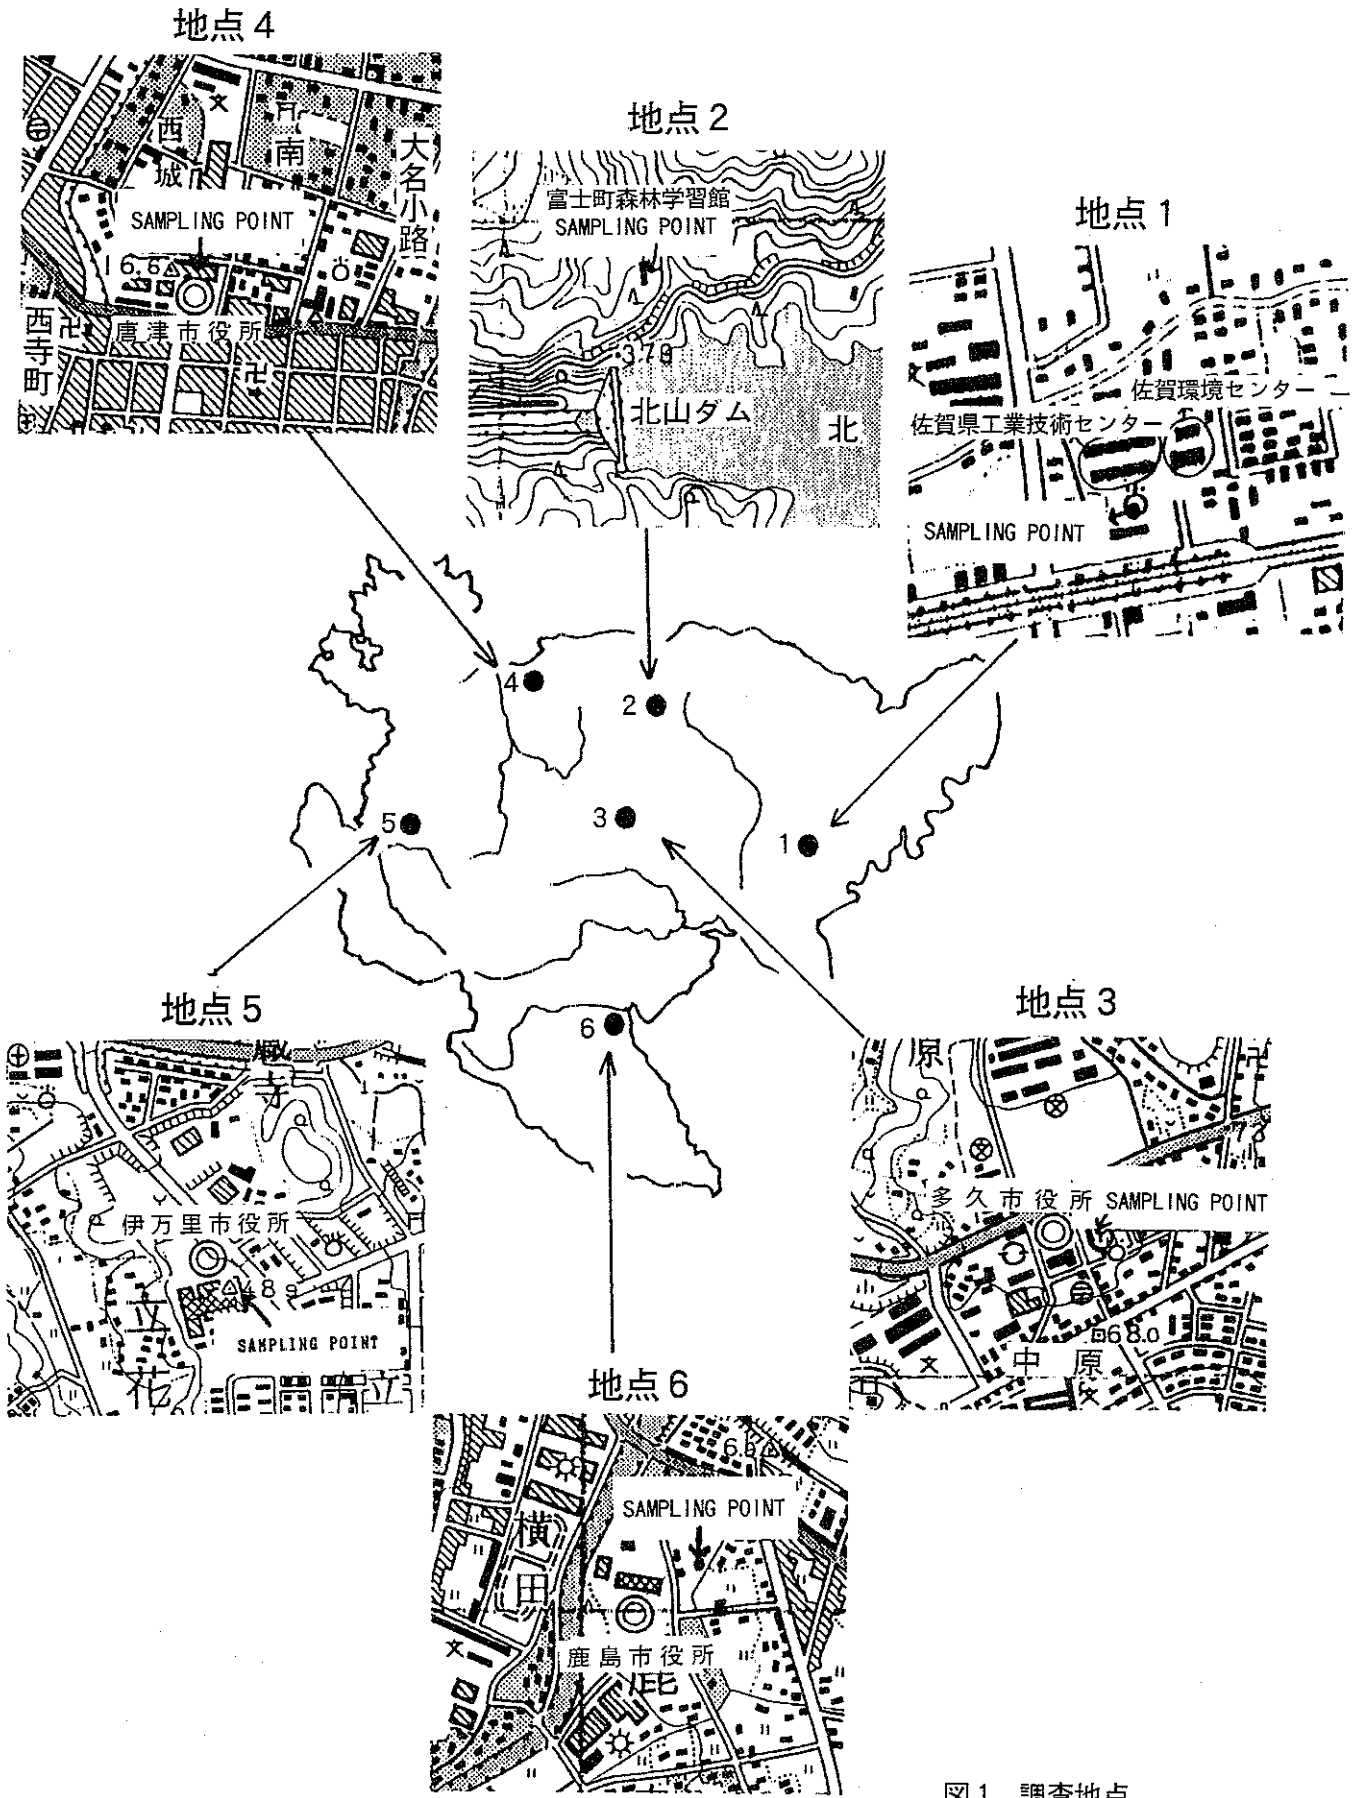 地点4
西
城
南
大名小路
SAMPLING POINT
16.6
唐津市役所
西寺町
地点2
富士町森林学習館
SAMPLING POINT
378
北山ダム
北
地点1
佐賀環境センター
佐賀県工業技術センター
SAMPLING POINT
4
2
5
3
1
6
地点5
蔵
寺
伊万里市役所
48.9
立
花
SAMPLING POINT
立
地点3
原
多久市役所 SAMPLING POINT
68.0
中原
地点6
SAMPLING POINT
横
田
鹿島市役所
図1 調査地点